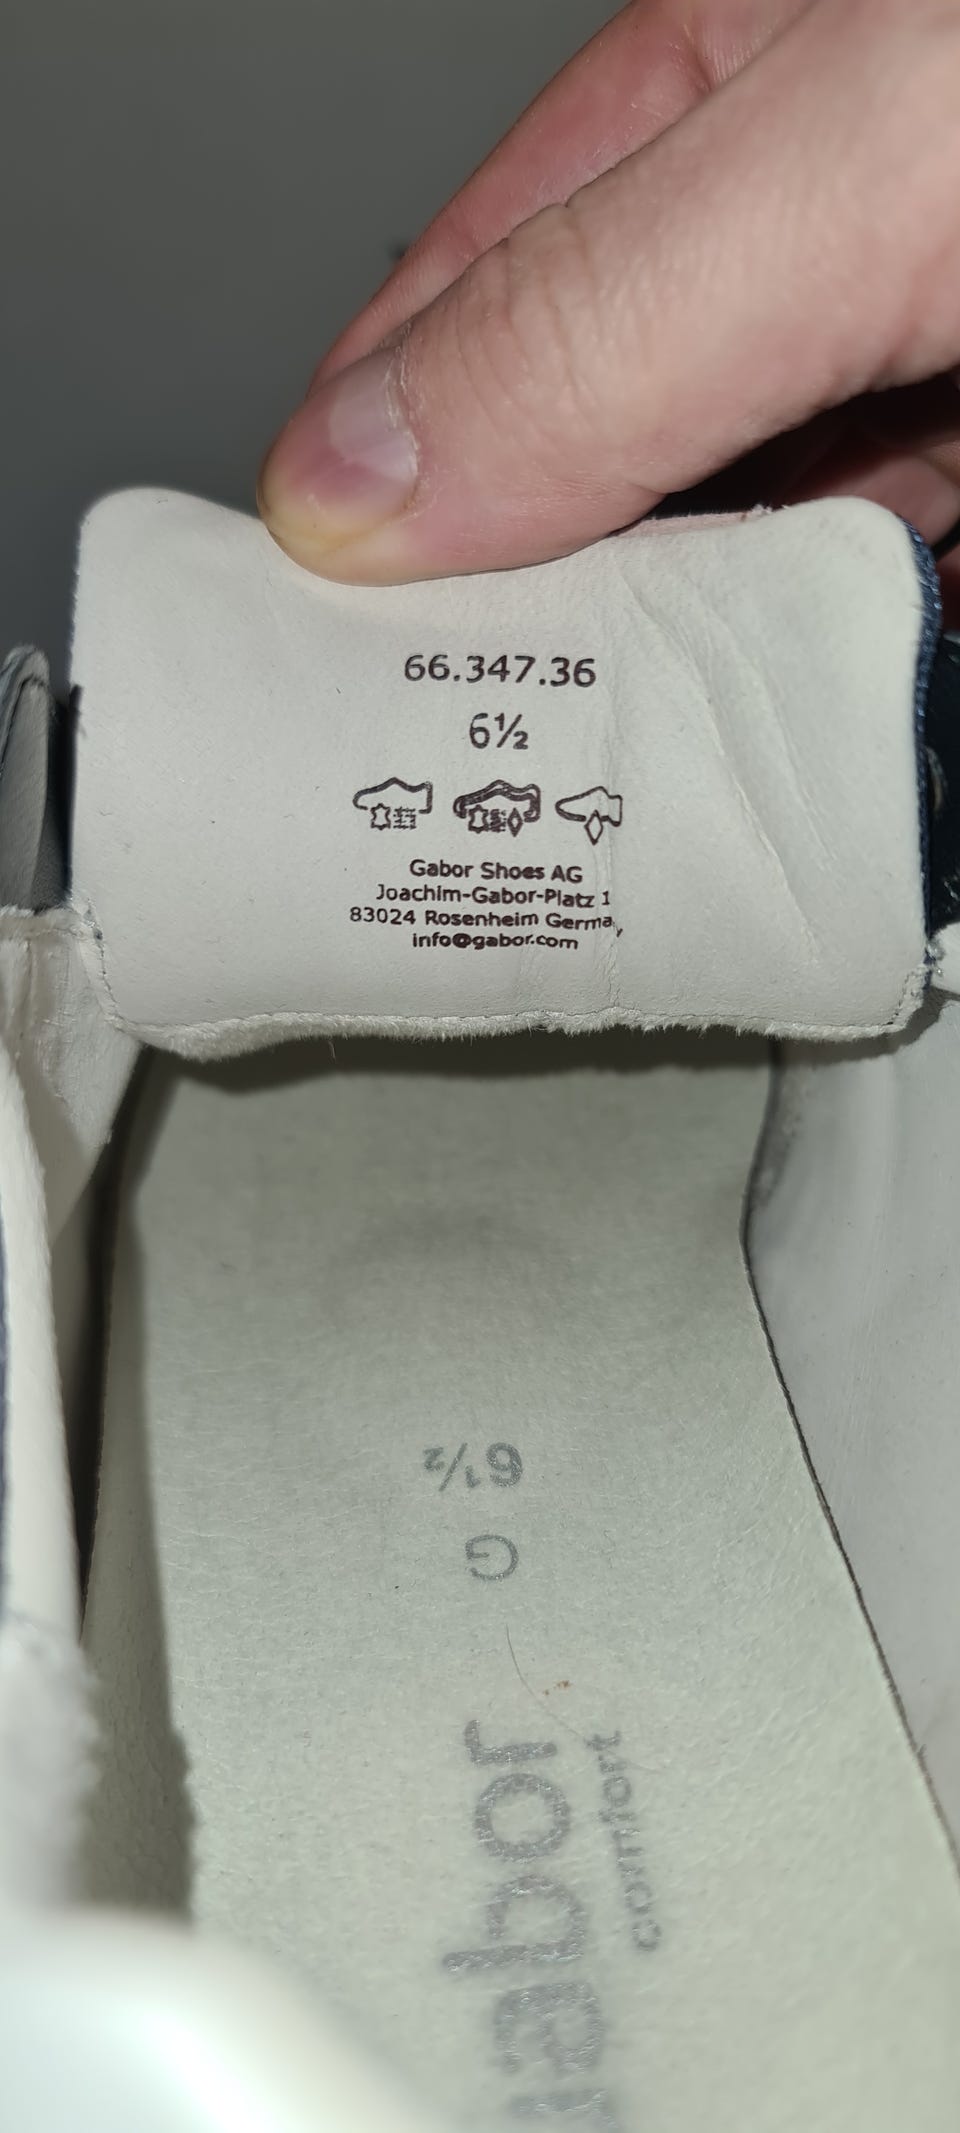 66.347.36
6½
Gabor Shoes AG
Joachim-Gabor-Platz 1
83024 Rosenheim Germa y
info@gabor.com
6½
G
Gabor
comfort